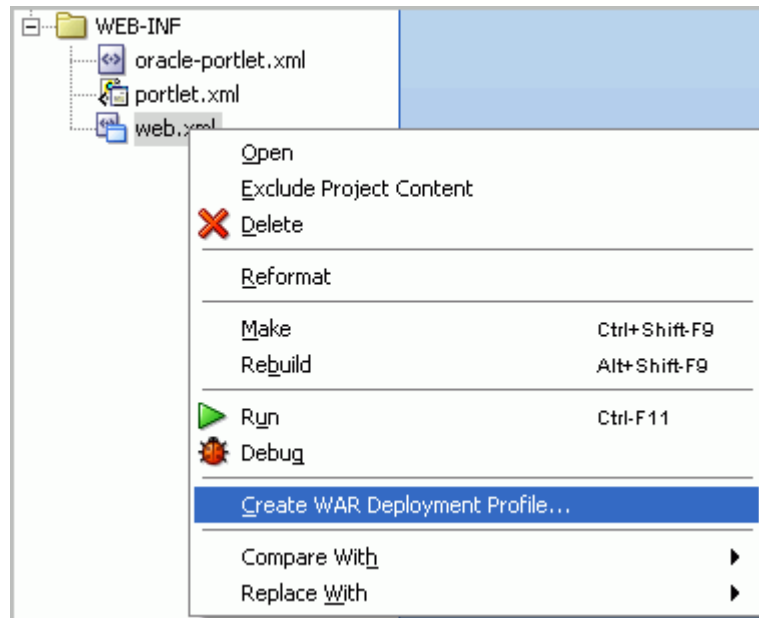 WEB-INF
oracle-portlet.xml
portlet.xml
web.xml
Open
Exclude Project Content
Delete
Reformat
Make Ctrl+Shift-F9
Rebuild Alt+Shift-F9
Run Ctrl-F11
Debug
Create WAR Deployment Profile...
Compare With
Replace With